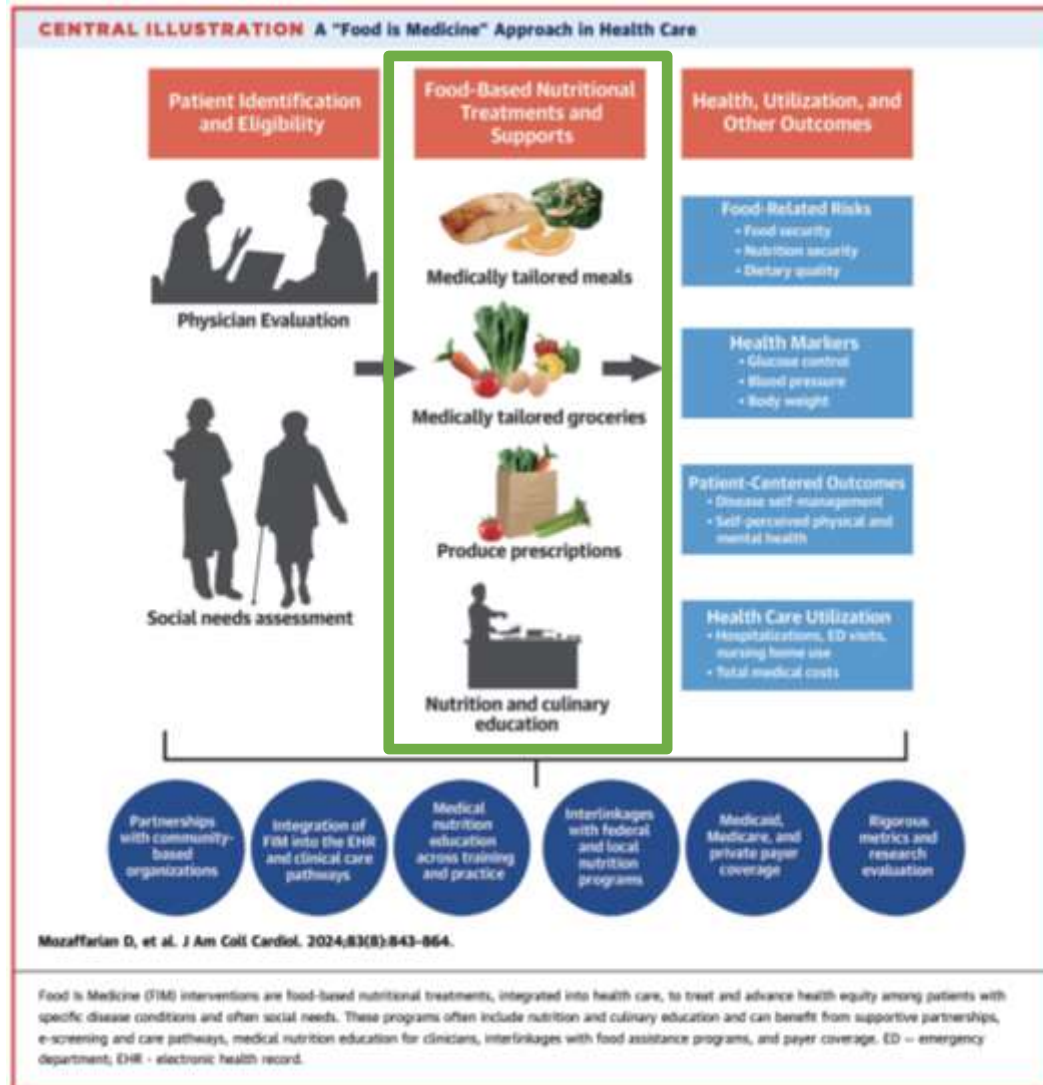 CENTRAL ILLUSTRATION A "Food is Medicine" Approach in Health Care
Patient Identification
and Eligibility
Physician Evaluation
Social needs assessment
Food-Based Nutritional
Treatments and
Supports
Medically tailored meals
Medically tailored groceries
Produce prescriptions
Nutrition and culinary
education
Health, Utilization, and
Other Outcomes
Food-Related Risks
• Food security
• Nutrition security
• Dietary quality
Health Markers
• Glucose control
• Blood pressure
• Body weight
Patient-Centered Outcomes
• Disease self-management
• Self-perceived physical and
mental health
Health Care Utilization
• Hospitalizations, ED visits,
nursing home use
• Total medical costs
Partnerships
with community-
based
organizations
Integration of
FIM into the EHR
and clinical care
pathways
Medical
nutrition
education
across training
and practice
Interlinkages
with federal
and local
nutrition
programs
Medicaid,
Medicare, and
private payer
coverage
Rigorous
metrics and
research
evaluation
Mozaffarian D, et al. J Am Coll Cardiol. 2024;83(8):843-864.
Food Is Medicine (FIM) interventions are food-based nutritional treatments, integrated into health care, to treat and advance health equity among patients with
specific disease conditions and often social needs. These programs often include nutrition and culinary education and can benefit from supportive partnerships,
e-screening and care pathways, medical nutrition education for clinicians, interlinkages with food assistance programs, and payer coverage. ED = emergency
department; EHR = electronic health record.